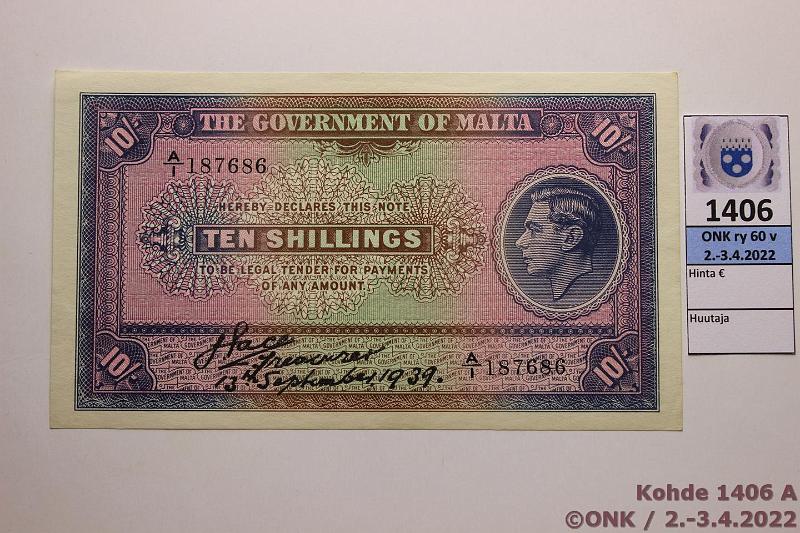 THE GOVERNMENT OF MALTA
10/- 10/-
A/1 187686
HEREBY DECLARES THIS NOTE
TEN SHILLINGS
TO BE LEGAL TENDER FOR PAYMENTS
OF ANY AMOUNT.
J Pace
Treasurer
13th September 1939.
A/1 187686
10/- 10/-
1406
ONK ry 60 v
2.-3.4.2022
Hinta €
Huutaja
Kohde 1406 A
©ONK / 2.-3.4.2022